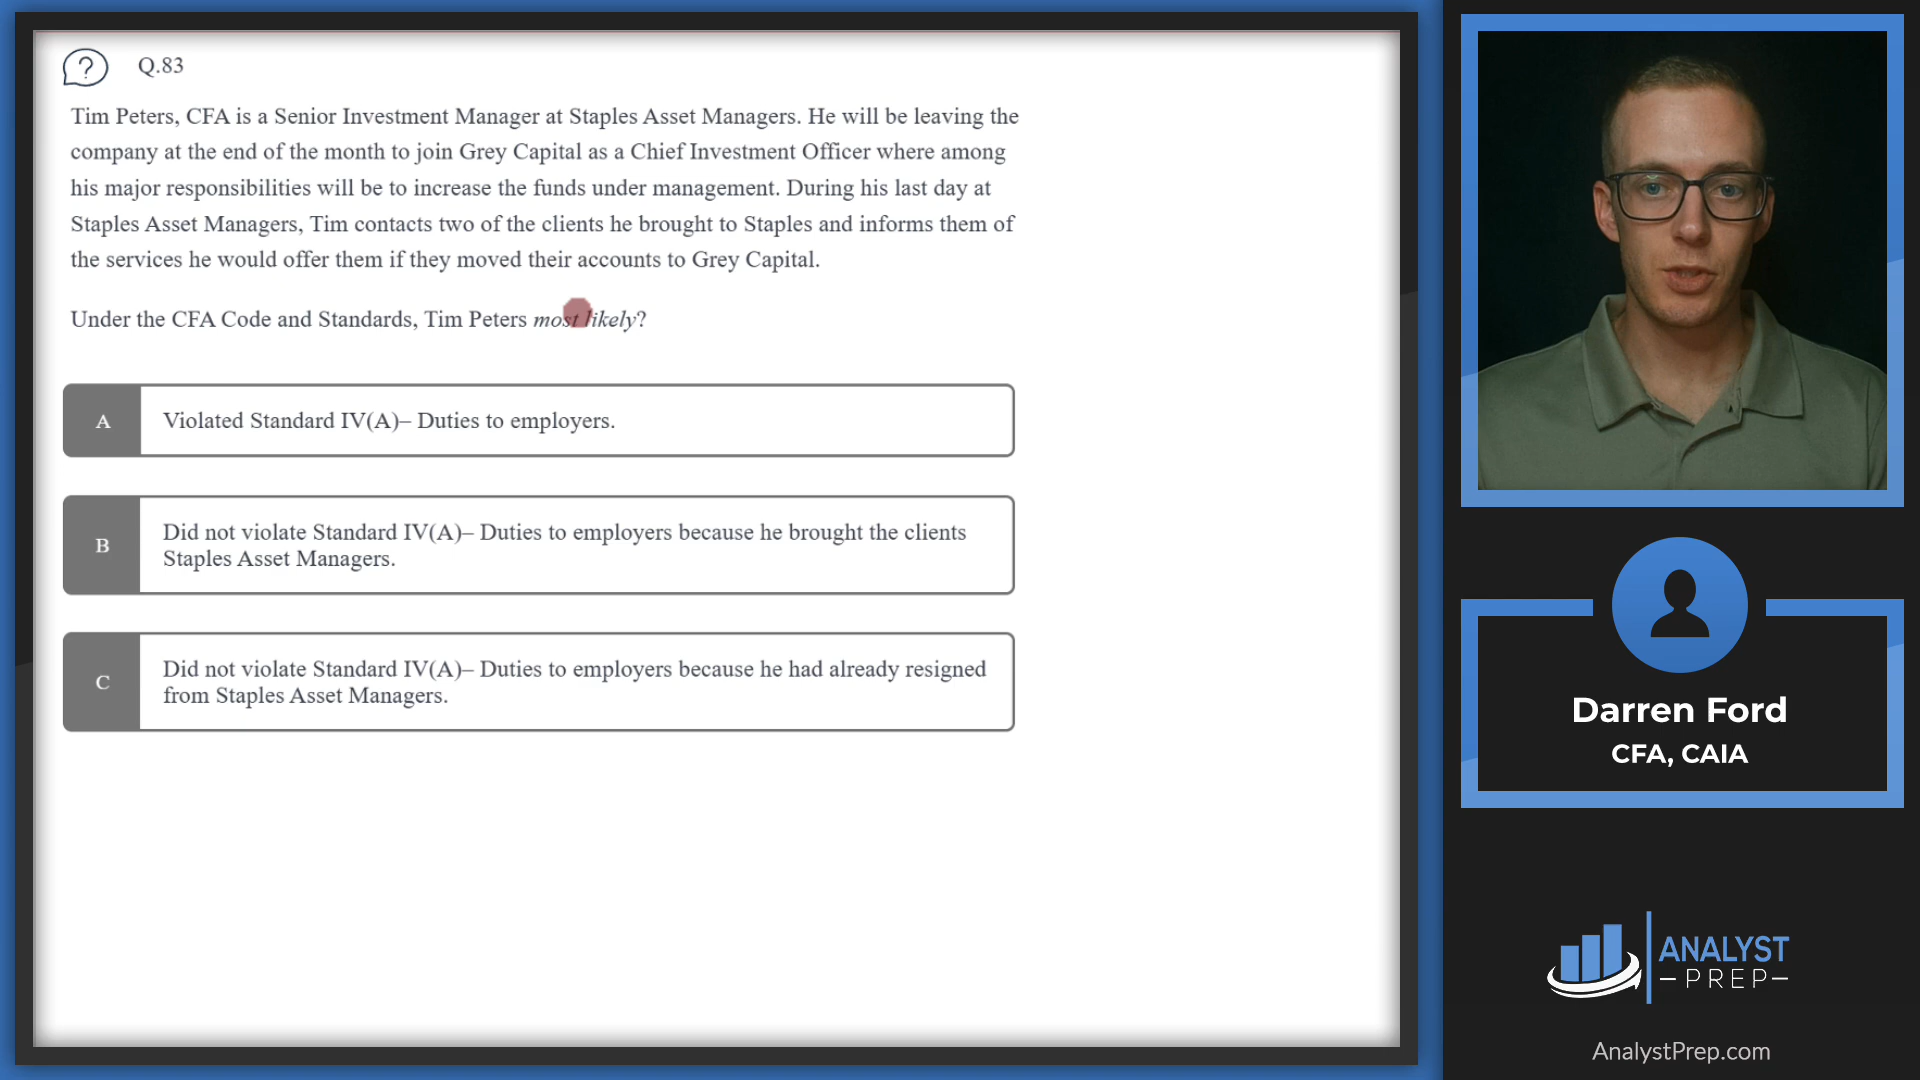 ?
Q.83
Tim Peters, CFA is a Senior Investment Manager at Staples Asset Managers. He will be leaving the
company at the end of the month to join Grey Capital as a Chief Investment Officer where among
his major responsibilities will be to increase the funds under management. During his last day at
Staples Asset Managers, Tim contacts two of the clients he brought to Staples and informs them of
the services he would offer them if they moved their accounts to Grey Capital.
Under the CFA Code and Standards, Tim Peters most likely?
A
Violated Standard IV(A)– Duties to employers.
B
Did not violate Standard IV(A)– Duties to employers because he brought the clients
Staples Asset Managers.
C
Did not violate Standard IV(A)– Duties to employers because he had already resigned
from Staples Asset Managers.
Darren Ford
CFA, CAIA
ANALYST
PREP
AnalystPrep.com